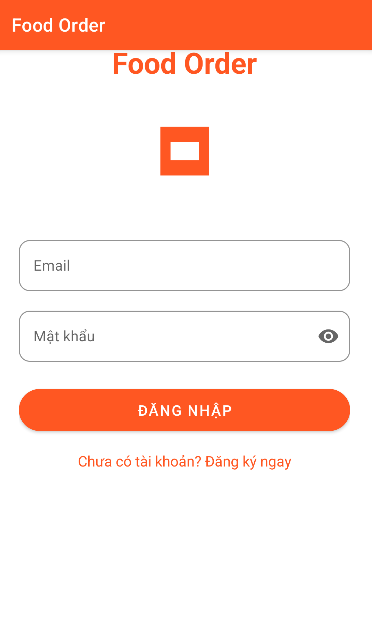 Food Order
Food Order
Email
Mật khẩu
ĐĂNG NHẬP
Chưa có tài khoản? Đăng ký ngay